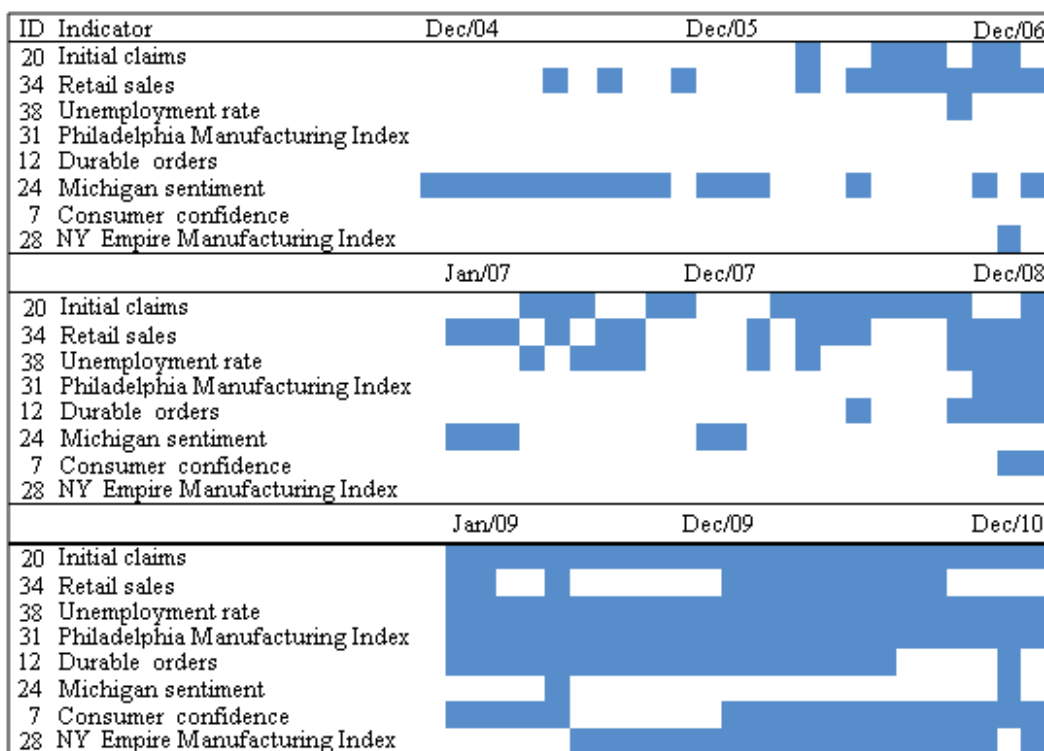 ID Indicator Dec/04 Dec/05 Dec/06
20 Initial claims
34 Retail sales
38 Unemployment rate
31 Philadelphia Manufacturing Index
12 Durable orders
24 Michigan sentiment
7 Consumer confidence
28 NY Empire Manufacturing Index
Jan/07 Dec/07 Dec/08
20 Initial claims
34 Retail sales
38 Unemployment rate
31 Philadelphia Manufacturing Index
12 Durable orders
24 Michigan sentiment
7 Consumer confidence
28 NY Empire Manufacturing Index
Jan/09 Dec/09 Dec/10
20 Initial claims
34 Retail sales
38 Unemployment rate
31 Philadelphia Manufacturing Index
12 Durable orders
24 Michigan sentiment
7 Consumer confidence
28 NY Empire Manufacturing Index